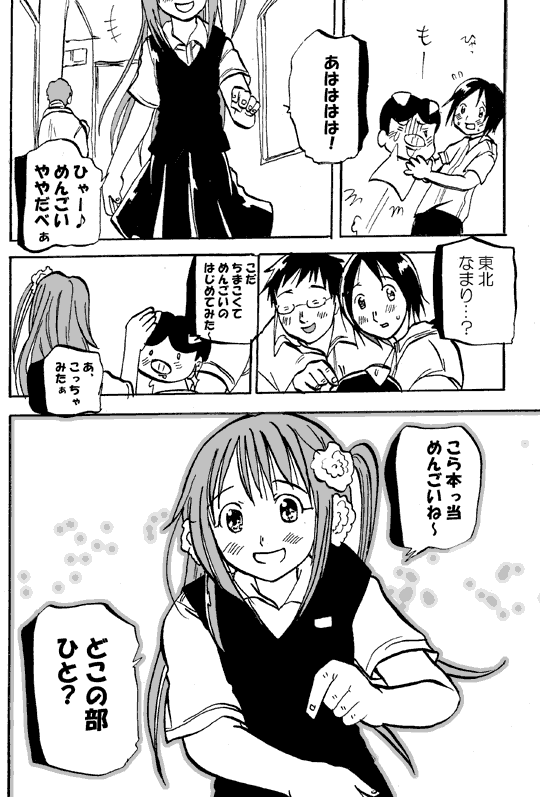 も〜
あはははは！
ひゃー♪
めんごい
ややだべぁ
東北
なまり…？
こだ
ちまこくて
めんごいの
はじめてみた〜
あ、
こっちゃ
みたぁ
こら本っ当
めんごいね〜
どこの部
ひと？